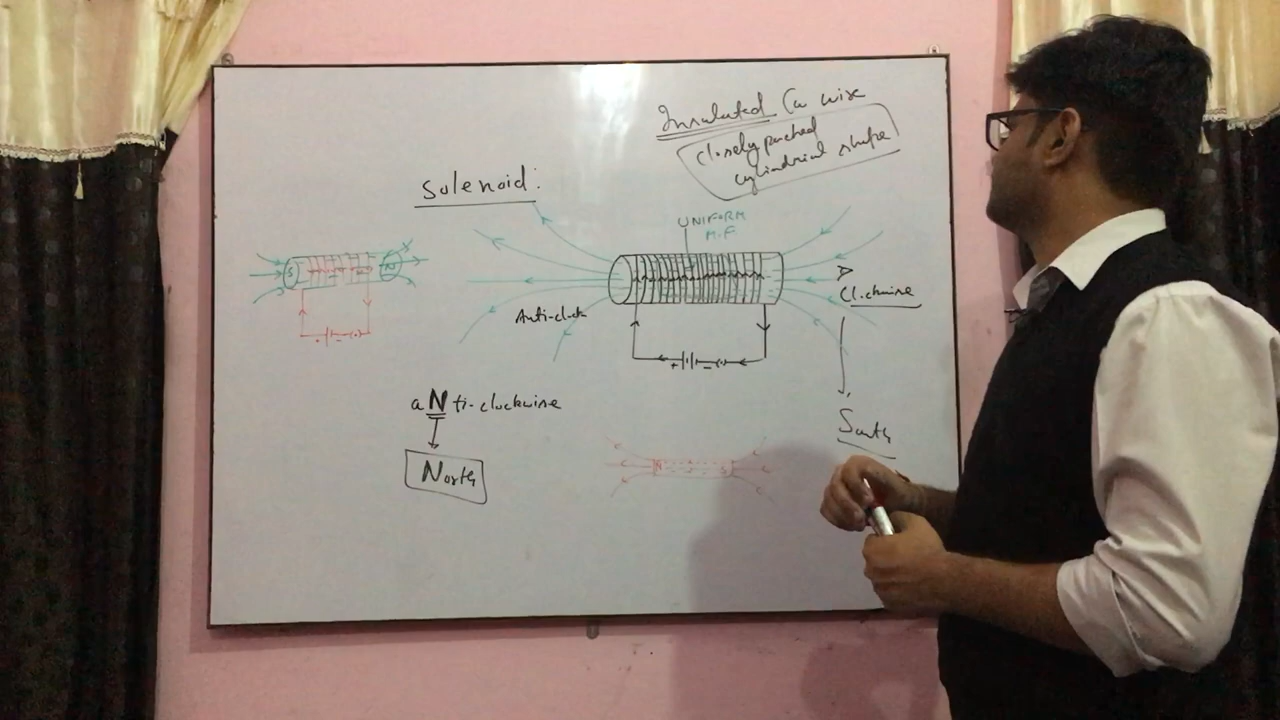 Insulated Cu wire
closely packed
cylindrical shape
Solenoid:
UNIFORM
M.F
S
N
Clockwise
Anti-clock
+ -
+ -
aNti-clockwise
South
North
N S